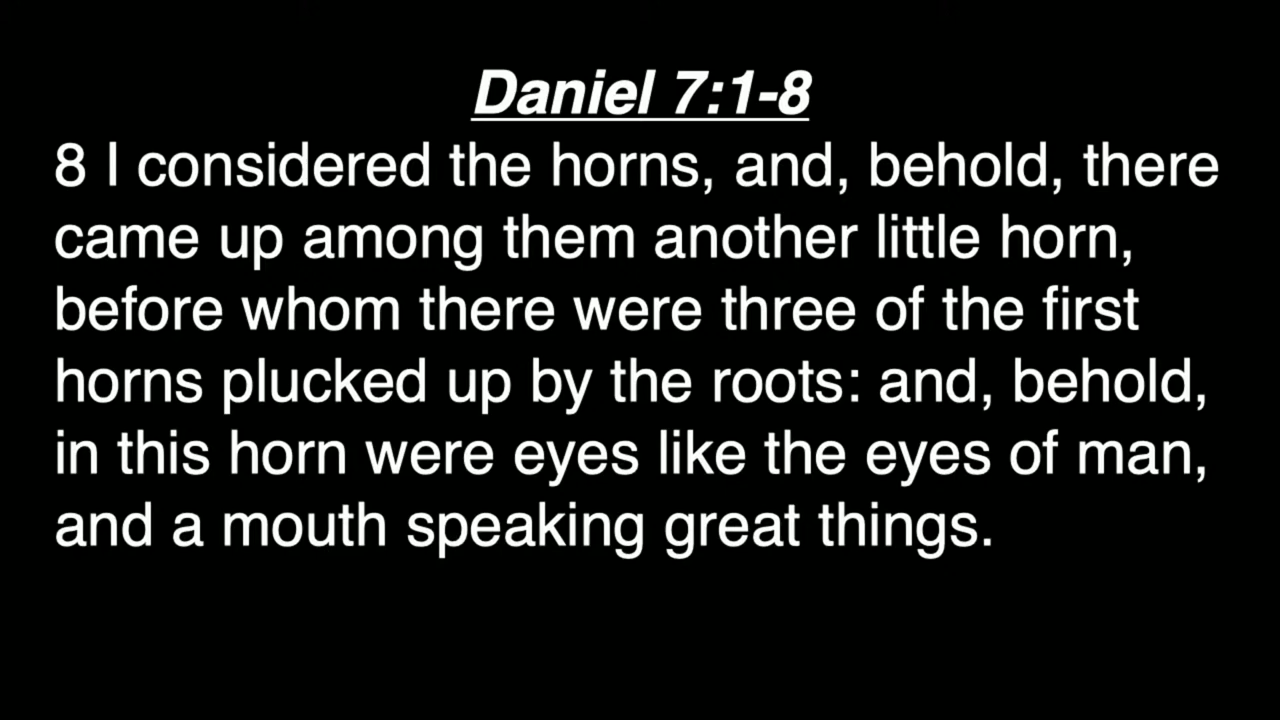 Daniel 7:1-8
8 I considered the horns, and, behold, there
came up among them another little horn,
before whom there were three of the first
horns plucked up by the roots: and, behold,
in this horn were eyes like the eyes of man,
and a mouth speaking great things.